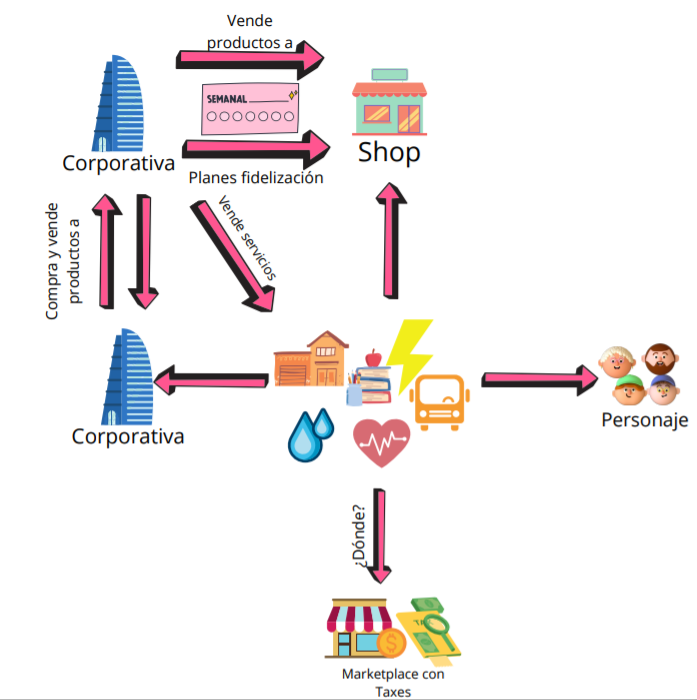 Vende
productos a
SEMANAL
Corporativa
Shop
Planes fidelización
Compra y vende
productos a
Vende servicios
Corporativa
Personaje
¿Dónde?
Marketplace con
Taxes